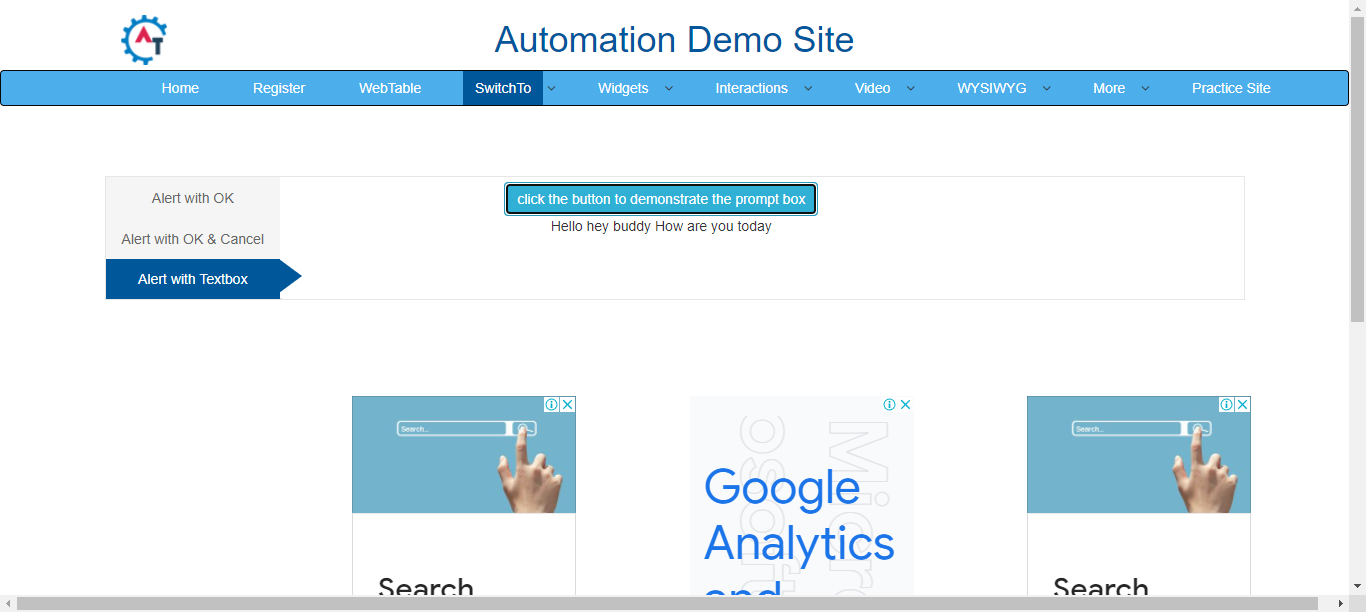 AT
Automation Demo Site
Home Register WebTable SwitchTo Widgets Interactions Video WYSIWYG More Practice Site
Alert with OK
click the button to demonstrate the prompt box
Hello hey buddy How are you today
Alert with OK & Cancel
Alert with Textbox
Search...
Search
Micro
osoft
Google
Analytics
and
Search...
Search